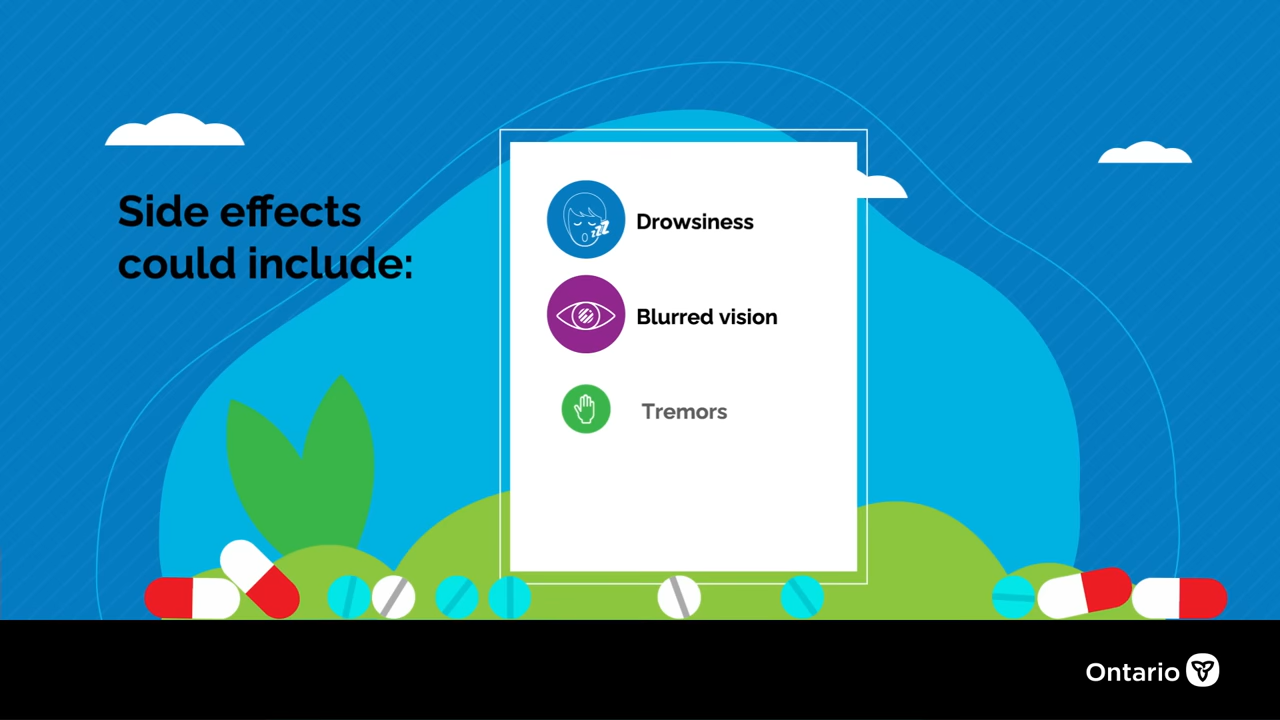 Side effects
could include:
Drowsiness
Blurred vision
Tremors
Ontario